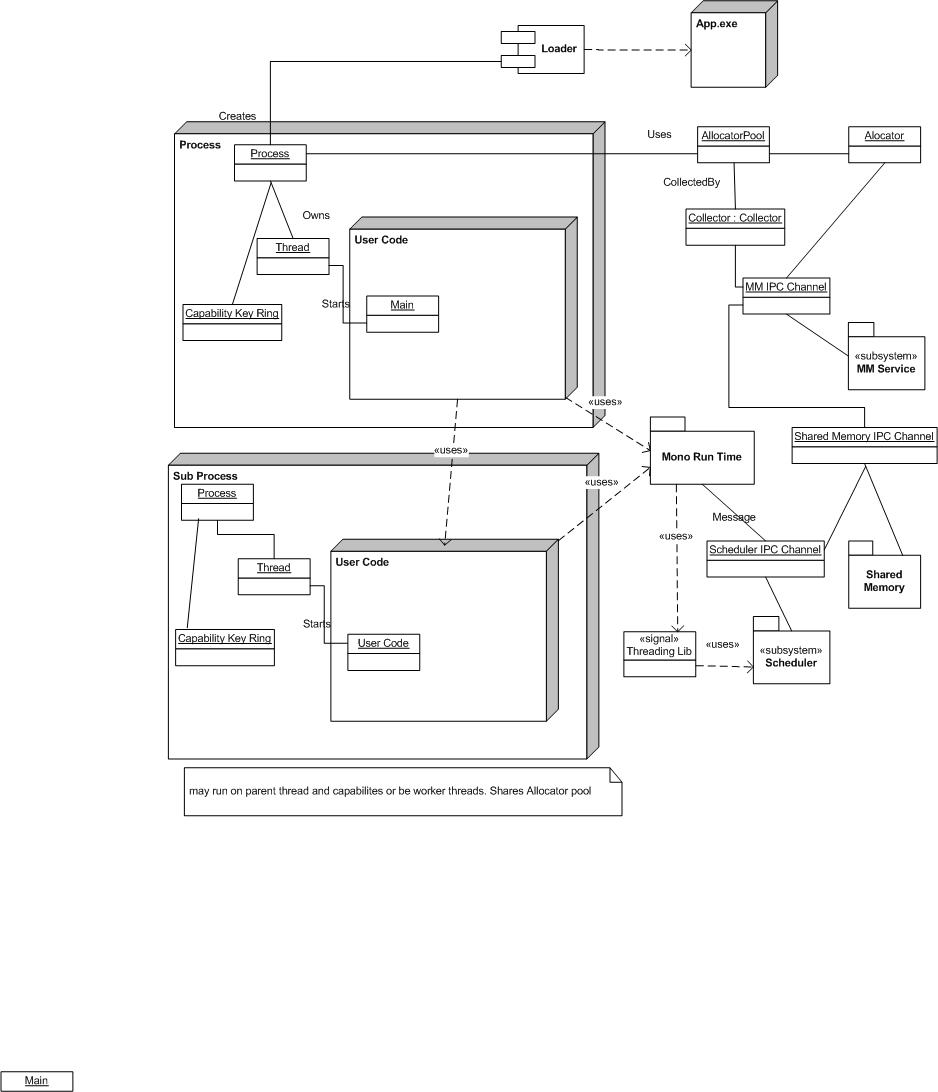 App.exe
Loader
Creates
Process
Process
Uses
AllocatorPool
Alocator
CollectedBy
Owns
Collector : Collector
User Code
Thread
MM IPC Channel
Starts
Main
Capability Key Ring
«subsystem»
MM Service
«uses»
Shared Memory IPC Channel
«uses»
Mono Run Time
Sub Process
Process
«uses»
Message
«uses»
Scheduler IPC Channel
User Code
Thread
Shared
Memory
Starts
Capability Key Ring
User Code
«signal»
Threading Lib
«uses»
«subsystem»
Scheduler
may run on parent thread and capabilites or be worker threads. Shares Allocator pool
Main